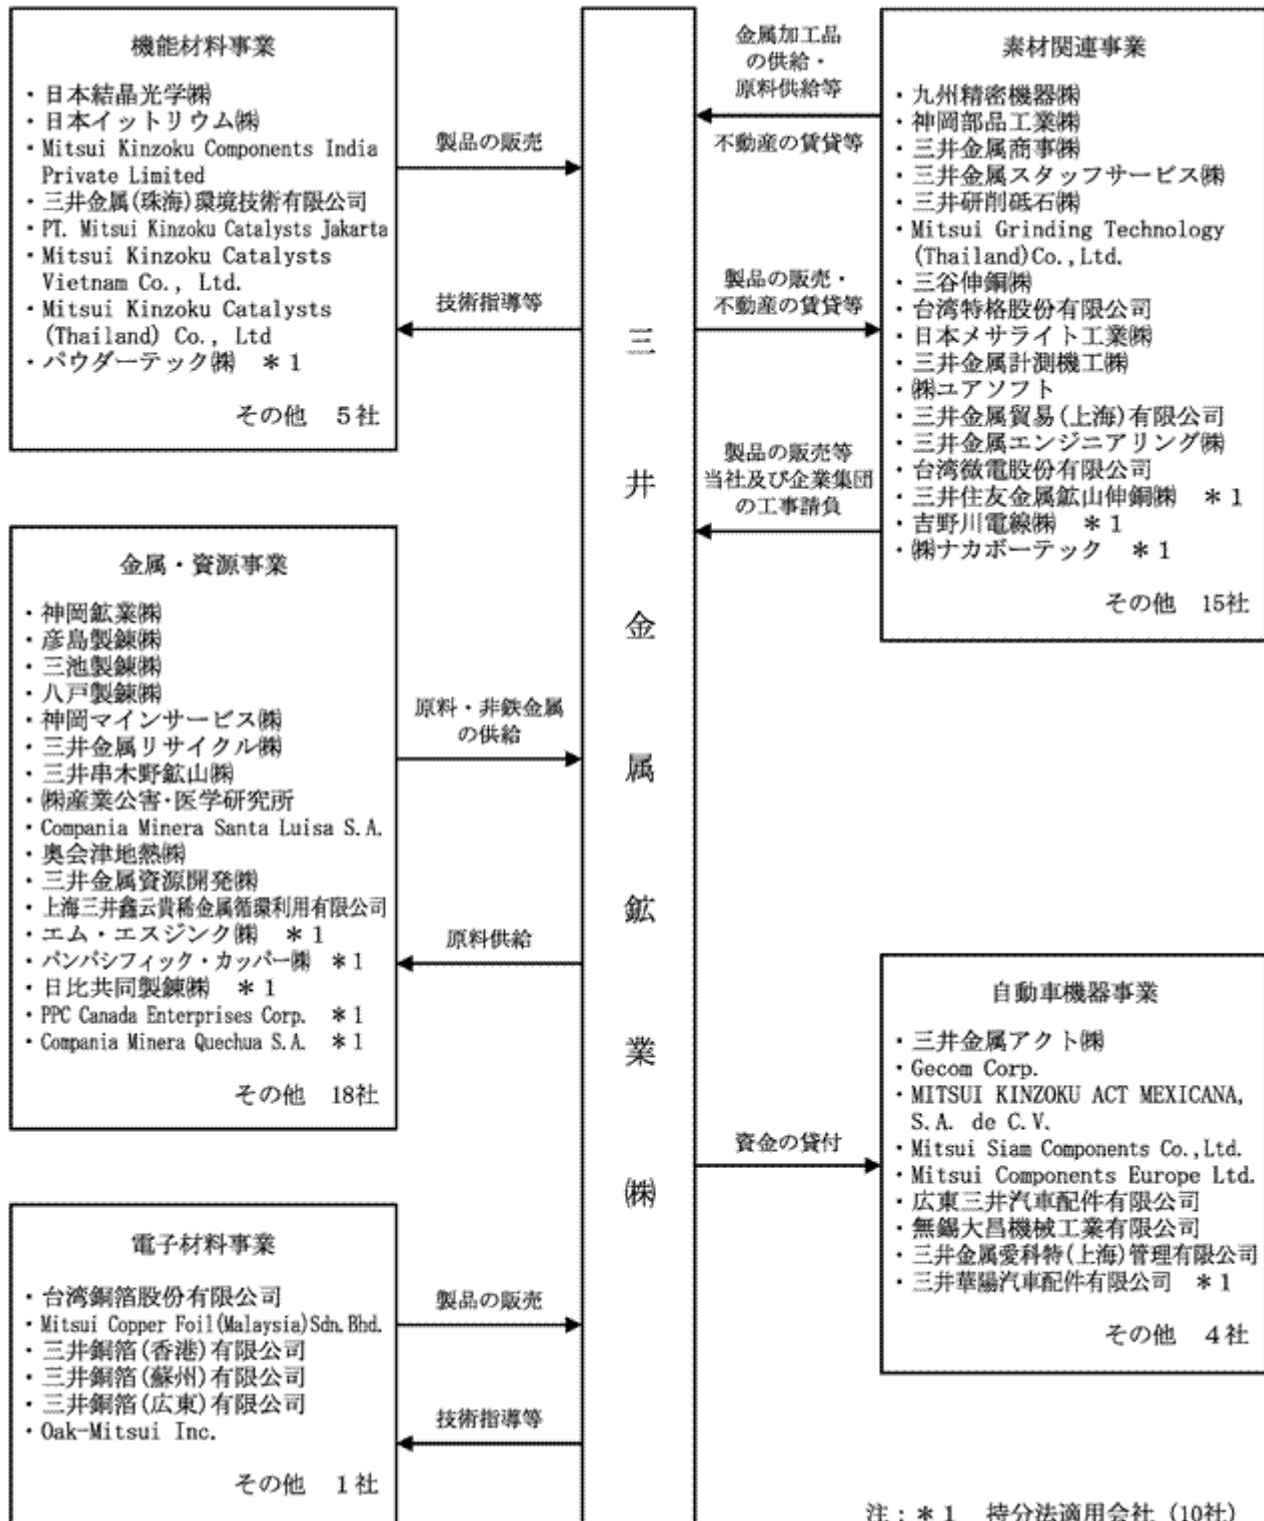 機能材料事業
・日本結晶光学㈱
・日本イットリウム㈱
・Mitsui Kinzoku Components India
Private Limited
・三井金属(珠海)環境技術有限公司
・PT. Mitsui Kinzoku Catalysts Jakarta
・Mitsui Kinzoku Catalysts
Vietnam Co., Ltd.
・Mitsui Kinzoku Catalysts
(Thailand) Co., Ltd
・パウダーテック㈱　＊1
その他　5社
製品の販売
技術指導等
金属・資源事業
・神岡鉱業㈱
・彦島製錬㈱
・三池製錬㈱
・八戸製錬㈱
・神岡マインサービス㈱
・三井金属リサイクル㈱
・三井串木野鉱山㈱
・㈱産業公害・医学研究所
・Compania Minera Santa Luisa S.A.
・奥会津地熱㈱
・三井金属資源開発㈱
・上海三井鑫云貴稀金属循環利用有限公司
・エム・エスジンク㈱　＊1
・パンパシフィック・カッパー㈱　＊1
・日比共同製錬㈱　＊1
・PPC Canada Enterprises Corp.　＊1
・Compania Minera Quechua S.A.　＊1
その他　18社
原料・非鉄金属
の供給
原料供給
電子材料事業
・台湾銅箔股份有限公司
・Mitsui Copper Foil(Malaysia)Sdn.Bhd.
・三井銅箔(香港)有限公司
・三井銅箔(蘇州)有限公司
・三井銅箔(広東)有限公司
・Oak-Mitsui Inc.
その他　1社
製品の販売
技術指導等
三井金属鉱業㈱
金属加工品
の供給・
原料供給等
不動産の賃貸等
製品の販売・
不動産の賃貸等
製品の販売等
当社及び企業集団
の工事請負
素材関連事業
・九州精密機器㈱
・神岡部品工業㈱
・三井金属商事㈱
・三井金属スタッフサービス㈱
・三井研削砥石㈱
・Mitsui Grinding Technology
(Thailand)Co.,Ltd.
・三谷伸銅㈱
・台湾特格股份有限公司
・日本メサライト工業㈱
・三井金属計測機工㈱
・㈱ユアソフト
・三井金属貿易(上海)有限公司
・三井金属エンジニアリング㈱
・台湾微電股份有限公司
・三井住友金属鉱山伸銅㈱　＊1
・吉野川電線㈱　＊1
・㈱ナカボーテック　＊1
その他　15社
資金の貸付
自動車機器事業
・三井金属アクト㈱
・Gecom Corp.
・MITSUI KINZOKU ACT MEXICANA,
S.A. de C.V.
・Mitsui Siam Components Co.,Ltd.
・Mitsui Components Europe Ltd.
・広東三井汽車配件有限公司
・無錫大昌機械工業有限公司
・三井金属愛科特(上海)管理有限公司
・三井華陽汽車配件有限公司　＊1
その他　4社
注：＊1　持分法適用会社（10社）